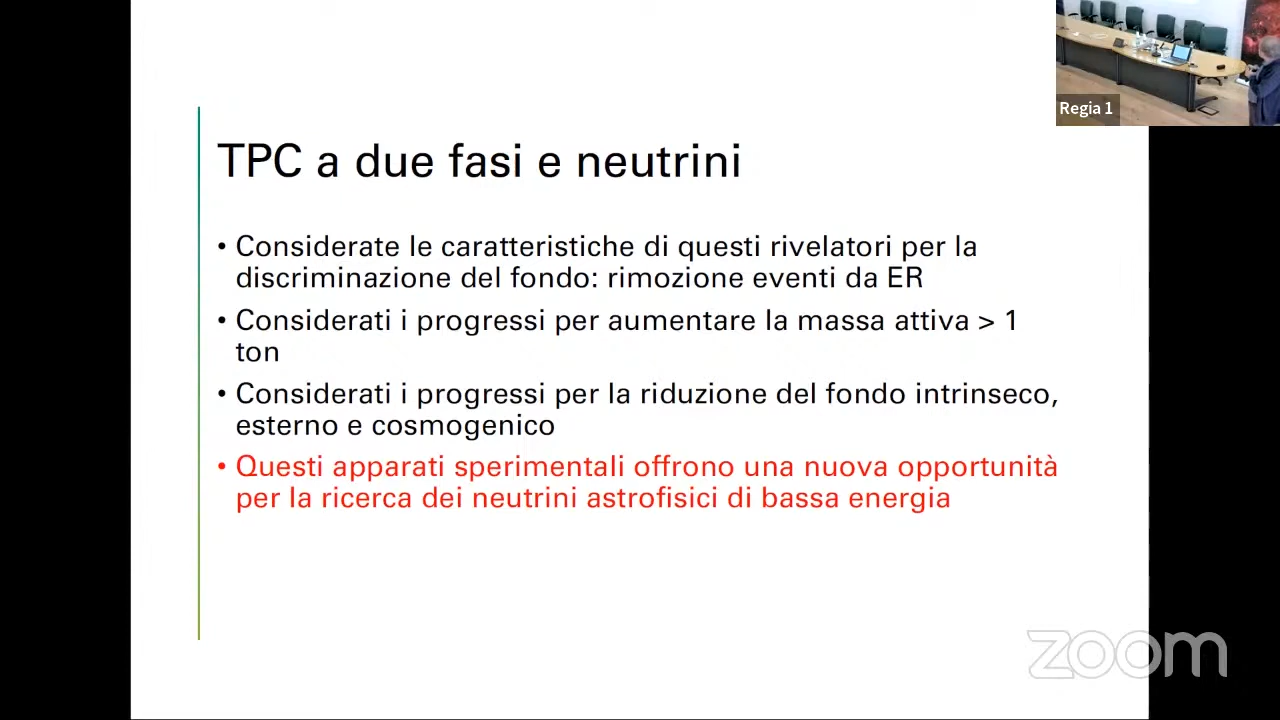 Regia 1
TPC a due fasi e neutrini
• Considerate le caratteristiche di questi rivelatori per la
discriminazione del fondo: rimozione eventi da ER
• Considerati i progressi per aumentare la massa attiva > 1
ton
• Considerati i progressi per la riduzione del fondo intrinseco,
esterno e cosmogenico
• Questi apparati sperimentali offrono una nuova opportunità
per la ricerca dei neutrini astrofisici di bassa energia
zoom